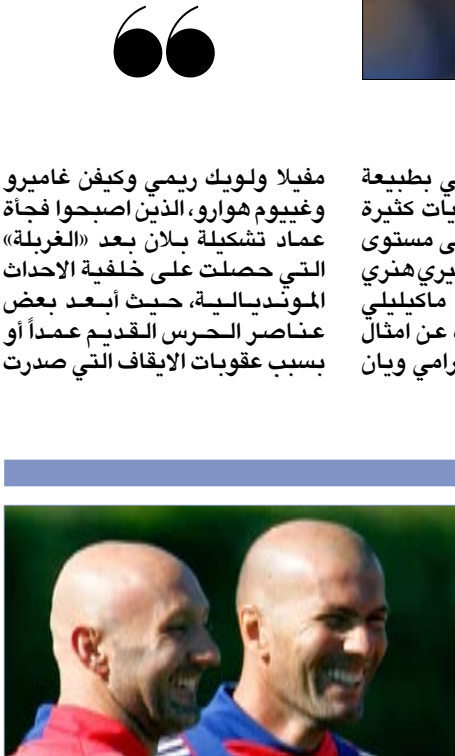 ي بطبيعة
يات كثيرة
ى مستوى
يري هنري
ماكيليلي
عن امثال
رامي ويان
مفيلا ولويك ريمي وكيفن غاميرو
وغييوم هوارو، الذين اصبحوا فجأة
عماد تشكيلة بلان بعد «الغربلة»
التي حصلت على خلفية الاحداث
المونديالية، حيث أبعد بعض
عناصر الحرس القديم عمداً أو
بسبب عقوبات الايقاف التي صدرت